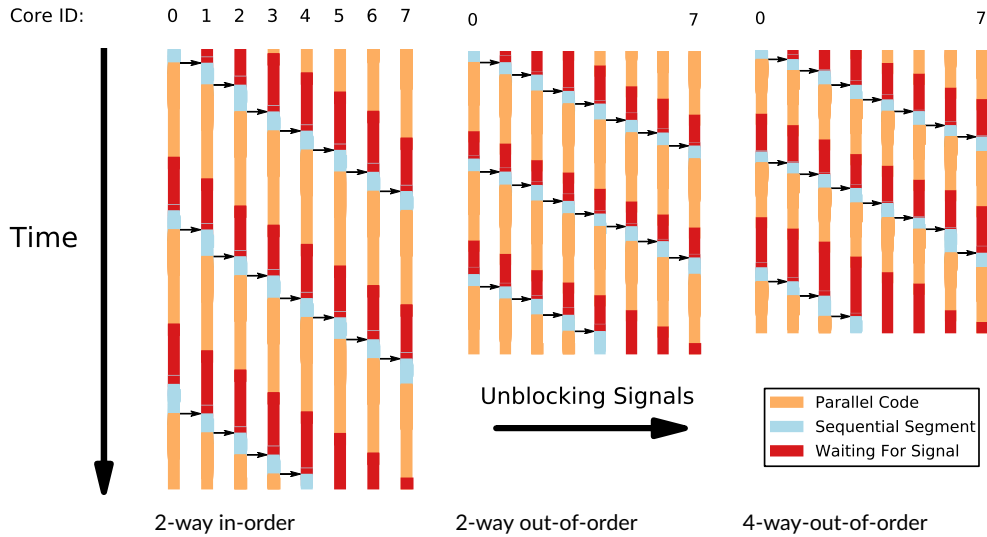 Core ID: 0 1 2 3 4 5 6 7
0 7
0 7
Time
Unblocking Signals
Parallel Code
Sequential Segment
Waiting For Signal
2-way in-order
2-way out-of-order
4-way-out-of-order